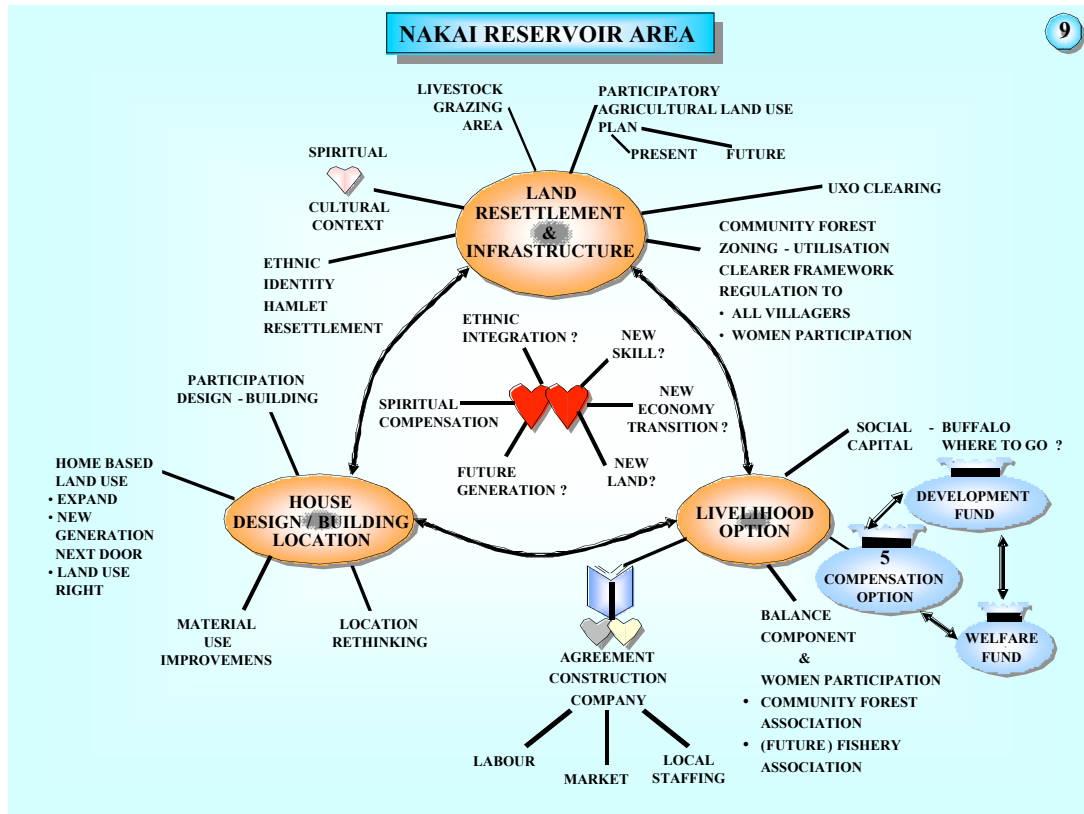 NAKAI RESERVOIR AREA
9
LIVESTOCK
GRAZING
AREA
PARTICIPATORY
AGRICULTURAL LAND USE
PLAN
PRESENT
FUTURE
SPIRITUAL
CULTURAL
CONTEXT
LAND
RESETTLEMENT
&
INFRASTRUCTURE
UXO CLEARING
COMMUNITY FOREST
ZONING - UTILISATION
CLEARER FRAMEWORK
REGULATION TO
• ALL VILLAGERS
• WOMEN PARTICIPATION
ETHNIC
IDENTITY
HAMLET
RESETTLEMENT
ETHNIC
INTEGRATION ?
NEW
SKILL?
SPIRITUAL
COMPENSATION
NEW
ECONOMY
TRANSITION ?
FUTURE
GENERATION ?
NEW
LAND?
PARTICIPATION
DESIGN - BUILDING
HOME BASED
LAND USE
• EXPAND
• NEW
GENERATION
NEXT DOOR
• LAND USE
RIGHT
HOUSE
DESIGN / BUILDING
LOCATION
MATERIAL
USE
IMPROVEMENS
LOCATION
RETHINKING
LIVELIHOOD
OPTION
SOCIAL
CAPITAL
- BUFFALO
WHERE TO GO ?
DEVELOPMENT
FUND
5
COMPENSATION
OPTION
WELFARE
FUND
AGREEMENT
CONSTRUCTION
COMPANY
LABOUR
MARKET
LOCAL
STAFFING
BALANCE
COMPONENT
&
WOMEN PARTICIPATION
• COMMUNITY FOREST
ASSOCIATION
• (FUTURE ) FISHERY
ASSOCIATION